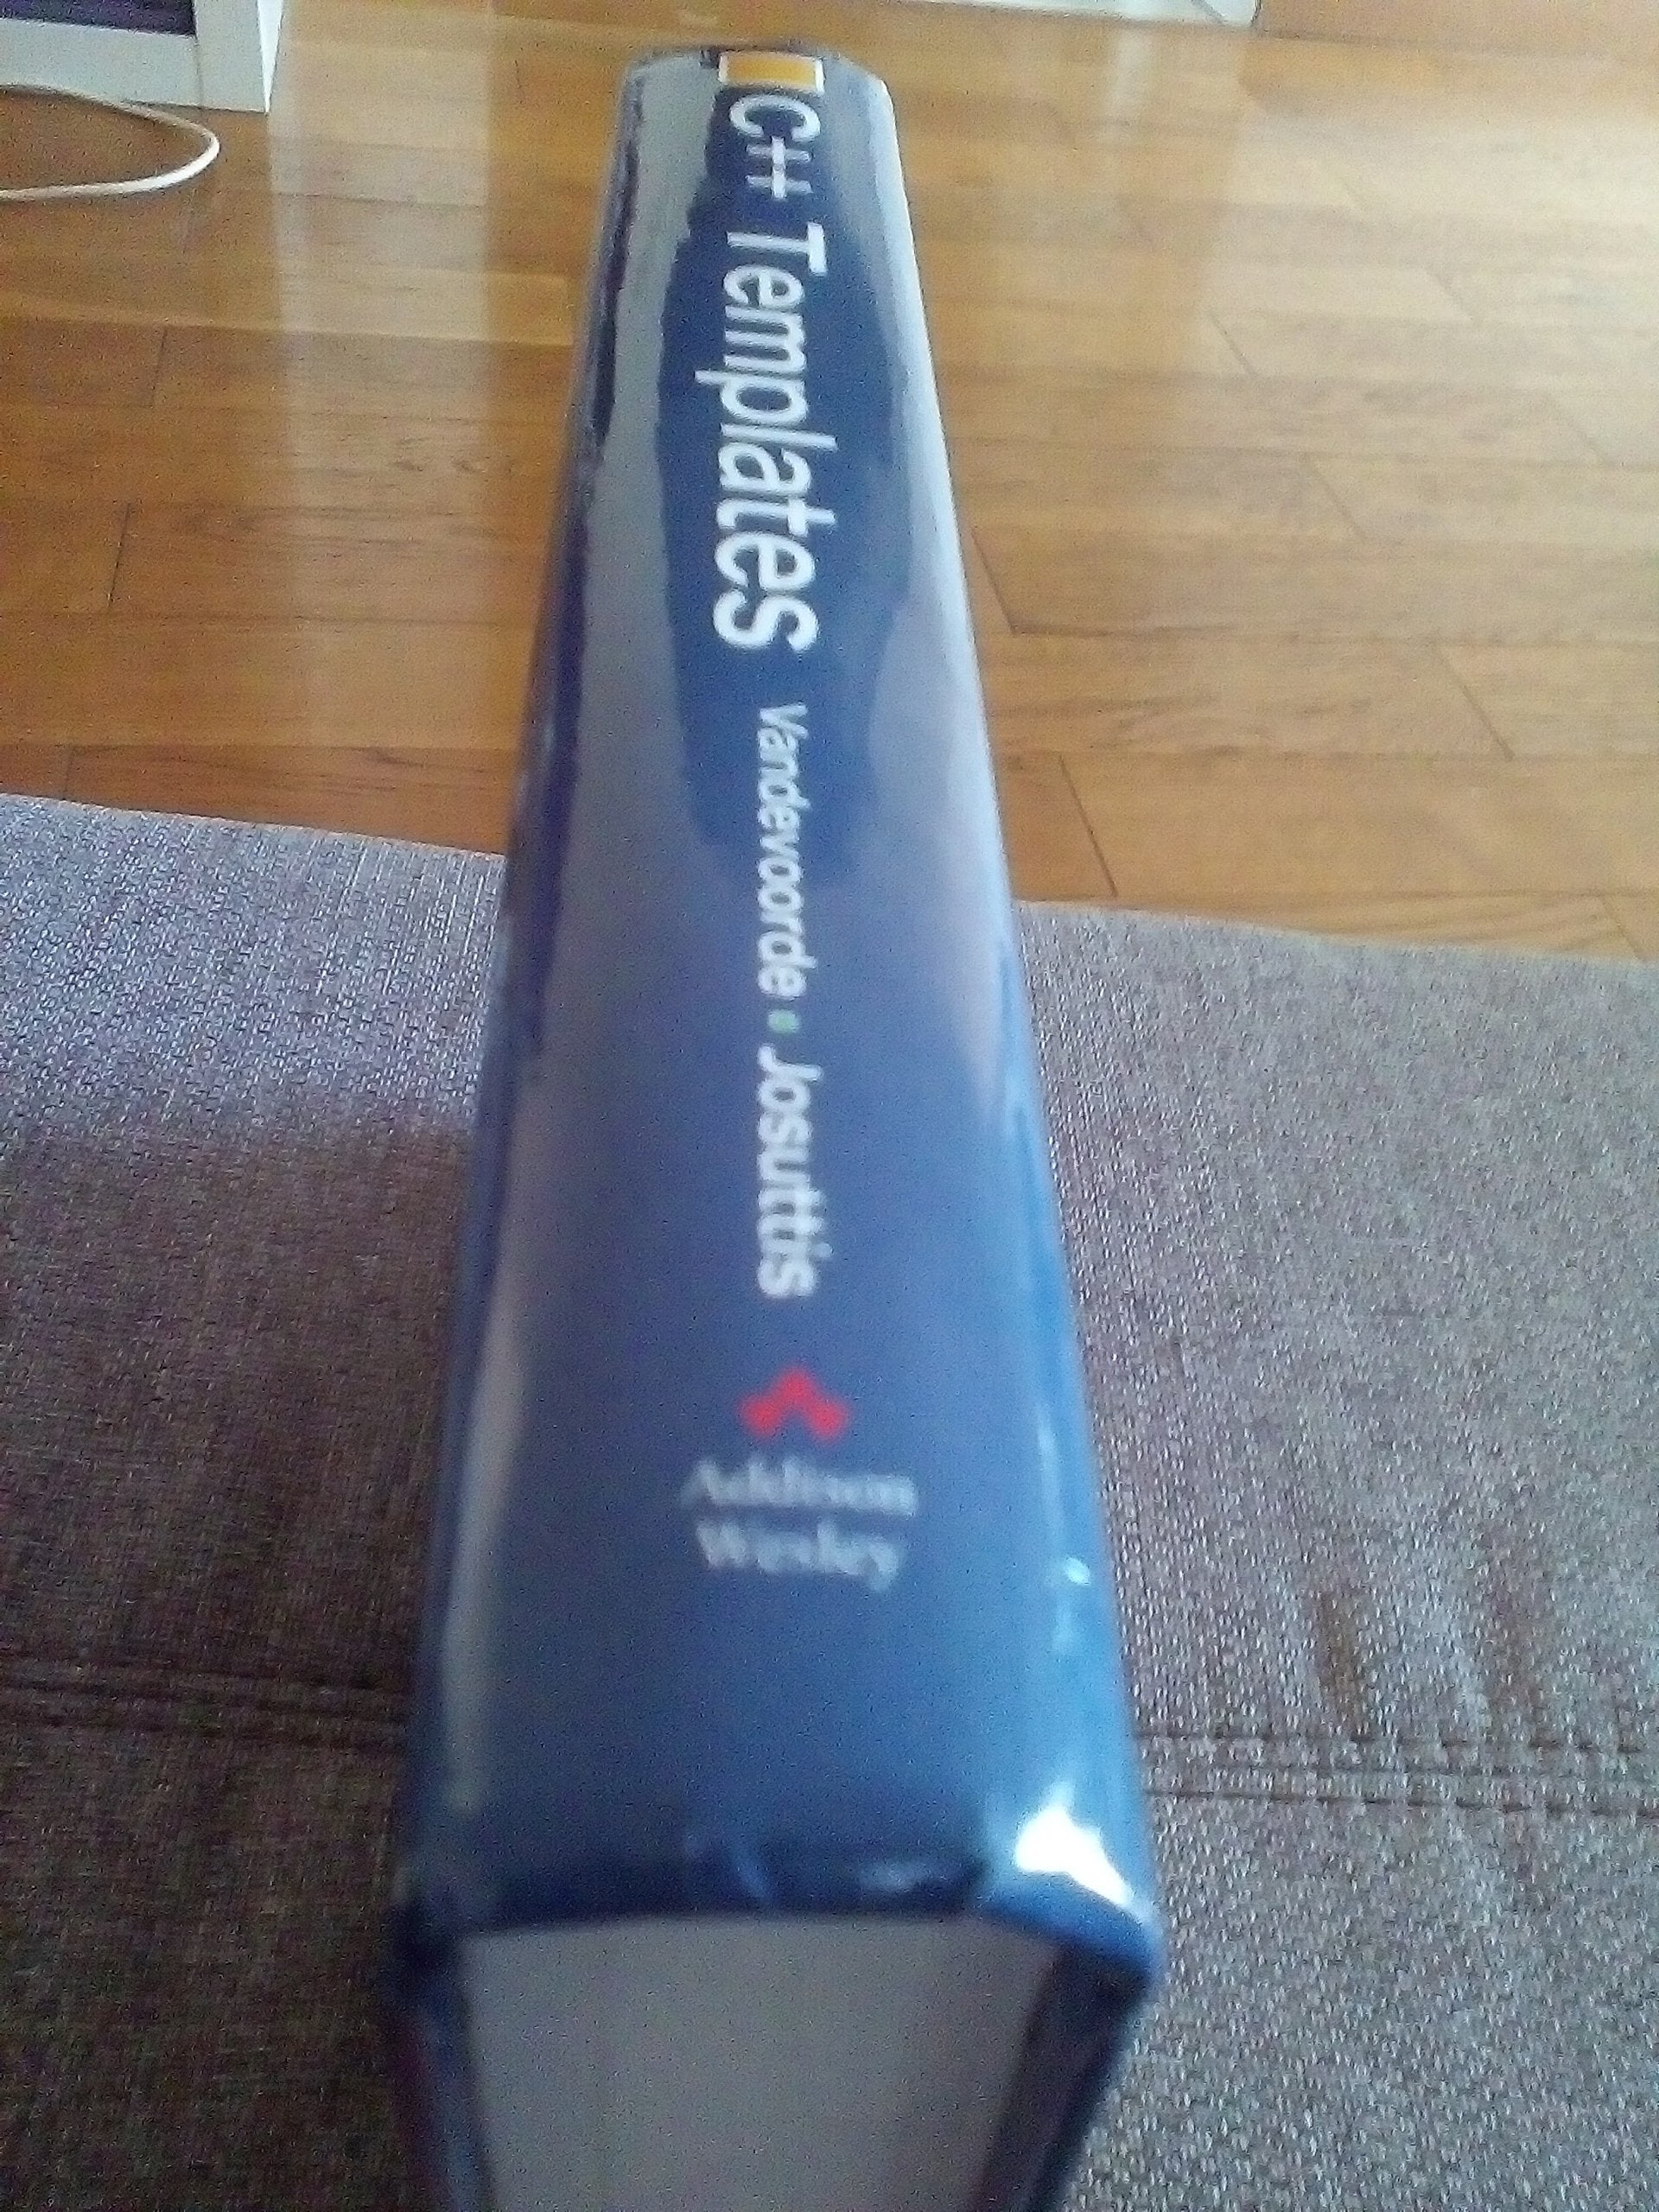 C++ Templates Vandevoorde • Josuttis
Addison
Wesley